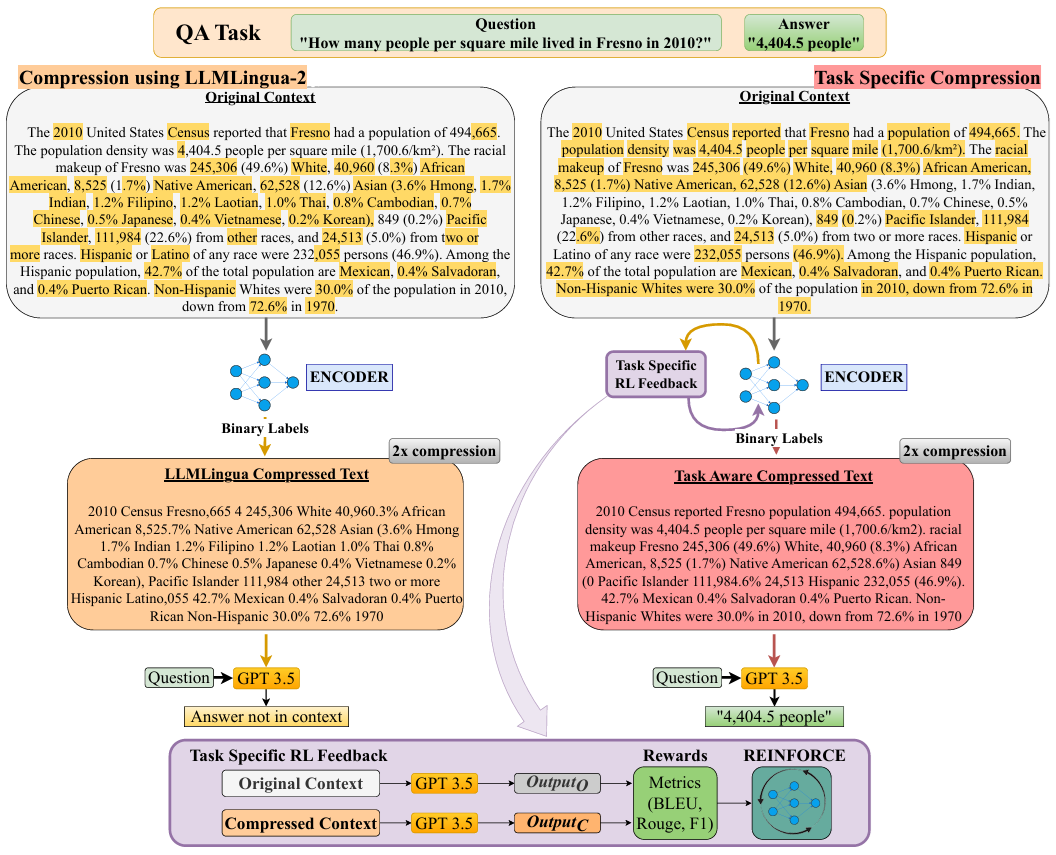 QA Task
Question
"How many people per square mile lived in Fresno in 2010?"
Answer
"4,404.5 people"
Compression using LLMLingua-2
Original Context
The 2010 United States Census reported that Fresno had a population of 494,665.
The population density was 4,404.5 people per square mile (1,700.6/km²). The racial
makeup of Fresno was 245,306 (49.6%) White, 40,960 (8.3%) African
American, 8,525 (1.7%) Native American, 62,528 (12.6%) Asian (3.6% Hmong, 1.7%
Indian, 1.2% Filipino, 1.2% Laotian, 1.0% Thai, 0.8% Cambodian, 0.7%
Chinese, 0.5% Japanese, 0.4% Vietnamese, 0.2% Korean), 849 (0.2%) Pacific
Islander, 111,984 (22.6%) from other races, and 24,513 (5.0%) from two or
more races. Hispanic or Latino of any race were 232,055 persons (46.9%). Among the
Hispanic population, 42.7% of the total population are Mexican, 0.4% Salvadoran,
and 0.4% Puerto Rican. Non-Hispanic Whites were 30.0% of the population in 2010,
down from 72.6% in 1970.
ENCODER
Binary Labels
2x compression
LLMLingua Compressed Text
2010 Census Fresno,665 4 245,306 White 40,960.3% African
American 8,525.7% Native American 62,528 Asian (3.6% Hmong
1.7% Indian 1.2% Filipino 1.2% Laotian 1.0% Thai 0.8%
Cambodian 0.7% Chinese 0.5% Japanese 0.4% Vietnamese 0.2%
Korean), Pacific Islander 111,984 other 24,513 two or more
Hispanic Latino,055 42.7% Mexican 0.4% Salvadoran 0.4% Puerto
Rican Non-Hispanic 30.0% 72.6% 1970
Question
GPT 3.5
Answer not in context
Task Specific Compression
Original Context
The 2010 United States Census reported that Fresno had a population of 494,665. The
population density was 4,404.5 people per square mile (1,700.6/km²). The racial
makeup of Fresno was 245,306 (49.6%) White, 40,960 (8.3%) African American,
8,525 (1.7%) Native American, 62,528 (12.6%) Asian (3.6% Hmong, 1.7% Indian,
1.2% Filipino, 1.2% Laotian, 1.0% Thai, 0.8% Cambodian, 0.7% Chinese, 0.5%
Japanese, 0.4% Vietnamese, 0.2% Korean), 849 (0.2%) Pacific Islander, 111,984
(22.6%) from other races, and 24,513 (5.0%) from two or more races. Hispanic or
Latino of any race were 232,055 persons (46.9%). Among the Hispanic population,
42.7% of the total population are Mexican, 0.4% Salvadoran, and 0.4% Puerto Rican.
Non-Hispanic Whites were 30.0% of the population in 2010, down from 72.6% in
1970.
Task Specific
RL Feedback
ENCODER
Binary Labels
2x compression
Task Aware Compressed Text
2010 Census reported Fresno population 494,665. population
density was 4,404.5 people per square mile (1,700.6/km2). racial
makeup Fresno 245,306 (49.6%) White, 40,960 (8.3%) African
American, 8,525 (1.7%) Native American 62,528.6%) Asian 849
(0 Pacific Islander 111,984.6% 24,513 Hispanic 232,055 (46.9%).
42.7% Mexican 0.4% Salvadoran 0.4% Puerto Rican. Non-
Hispanic Whites were 30.0% in 2010, down from 72.6% in 1970
Question
GPT 3.5
"4,404.5 people"
Task Specific RL Feedback
Original Context
GPT 3.5
OutputO
Compressed Context
GPT 3.5
OutputC
Rewards
Metrics
(BLEU,
Rouge, F1)
REINFORCE